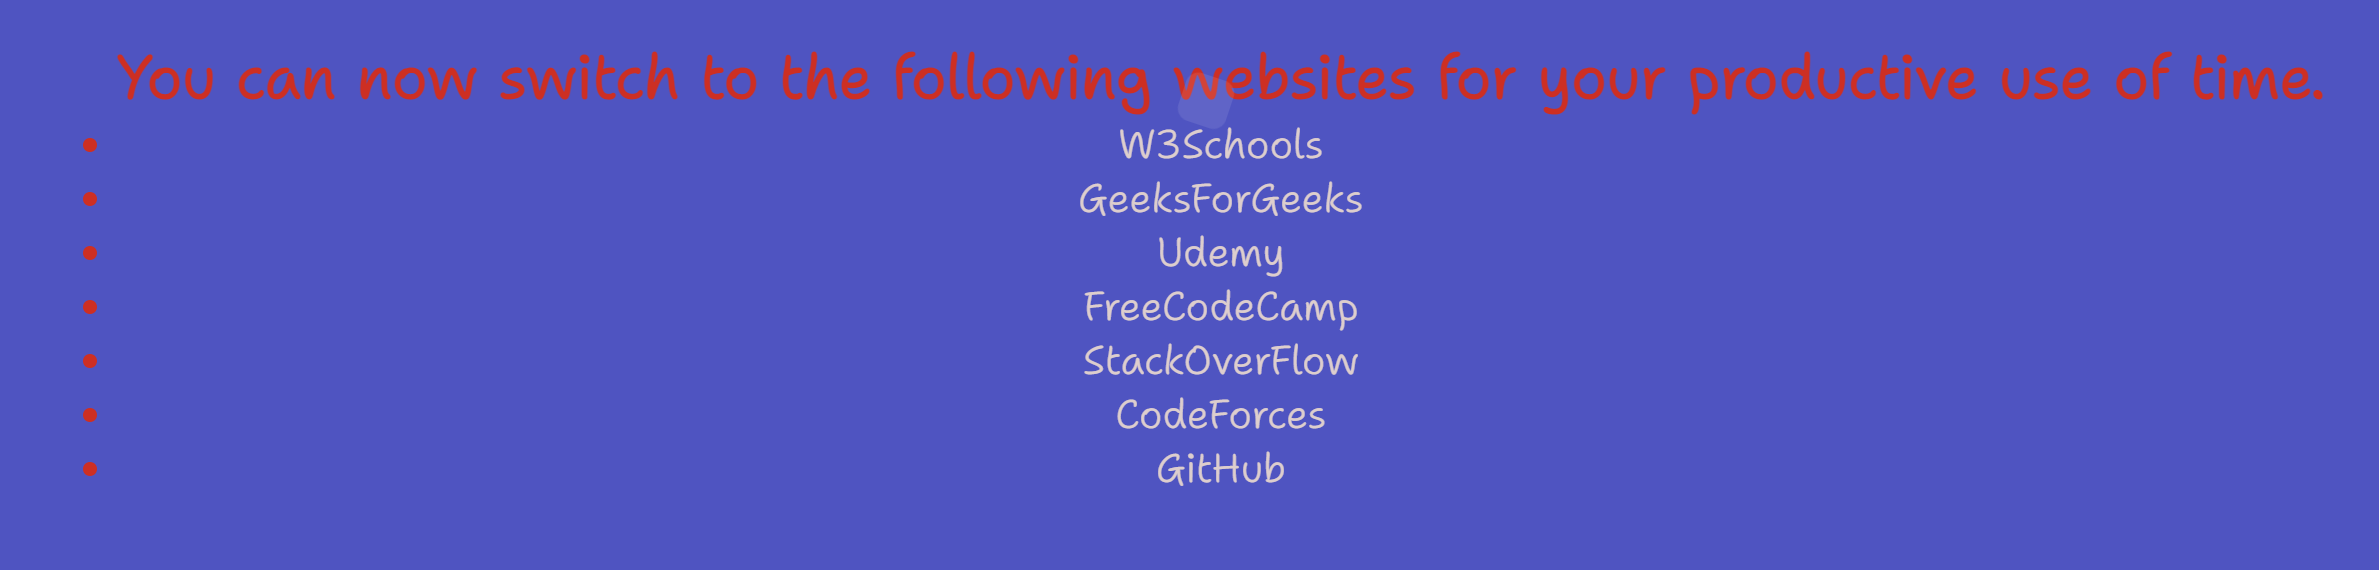 You can now switch to the following websites for your productive use of time.
W3Schools
GeeksForGeeks
Udemy
FreeCodeCamp
StackOverFlow
CodeForces
GitHub